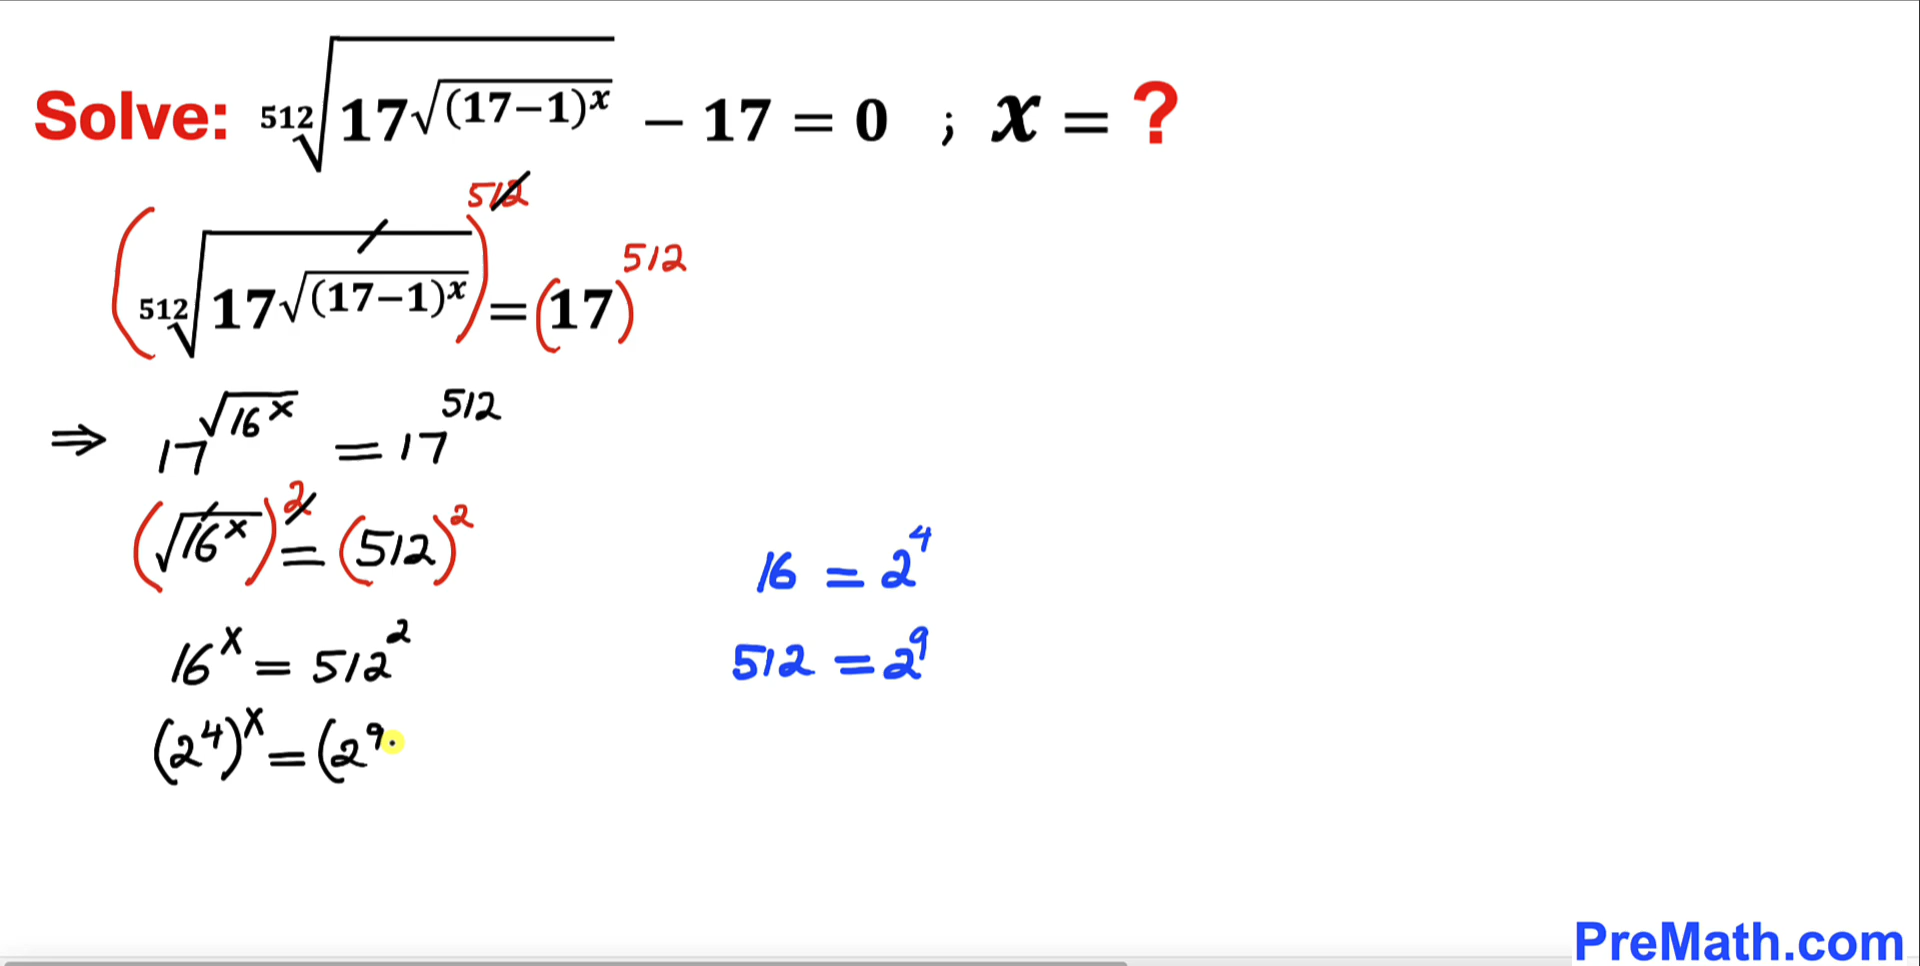 Solve: ⁵¹²√(17^√((17−1)^x)) − 17 = 0 ; x = ?
(⁵¹²√(17^√((17−1)^x)))^512 = (17)^512
⇒ 17^√(16^x) = 17^512
(√(16^x))^2 = (512)^2
16 = 2^4
16^x = 512^2
512 = 2^9
(2^4)^x = (2^9
PreMath.com